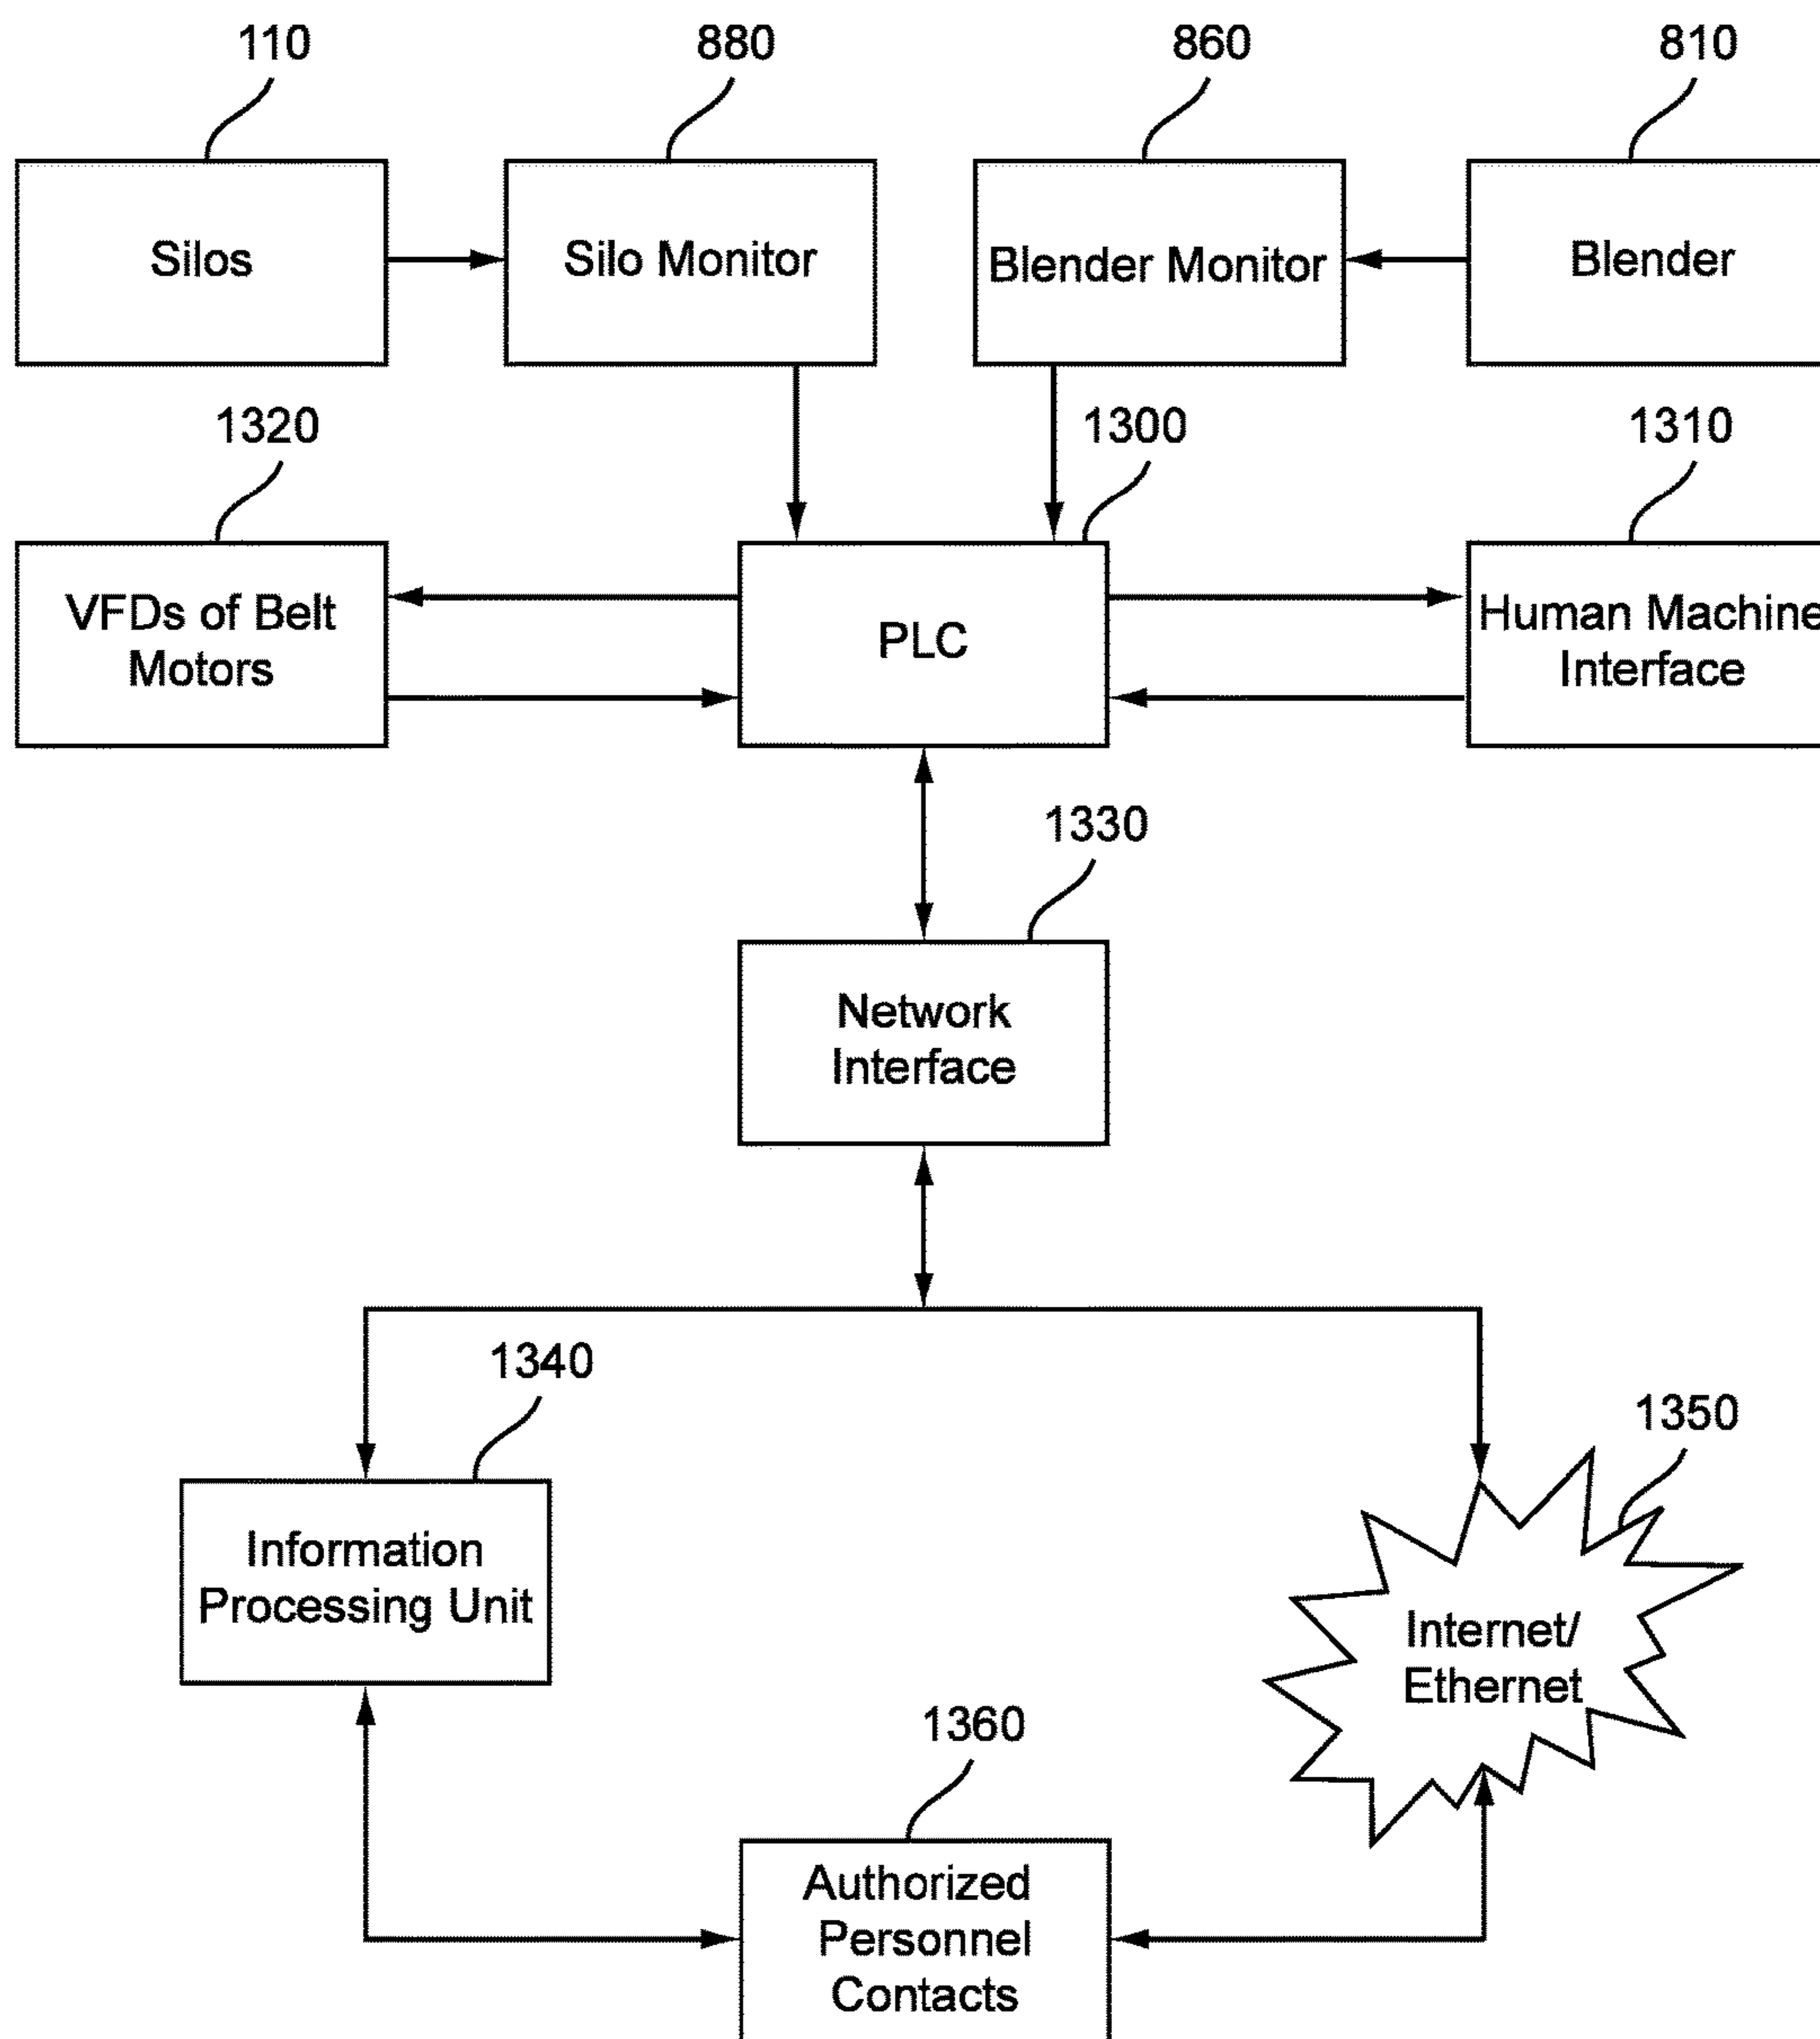 110
880
860
810
Silos
Silo Monitor
Blender Monitor
Blender
1320
1300
1310
VFDs of Belt
Motors
PLC
Human Machine
Interface
1330
Network
Interface
1340
1350
Information
Processing Unit
Internet/
Ethernet
1360
Authorized
Personnel
Contacts